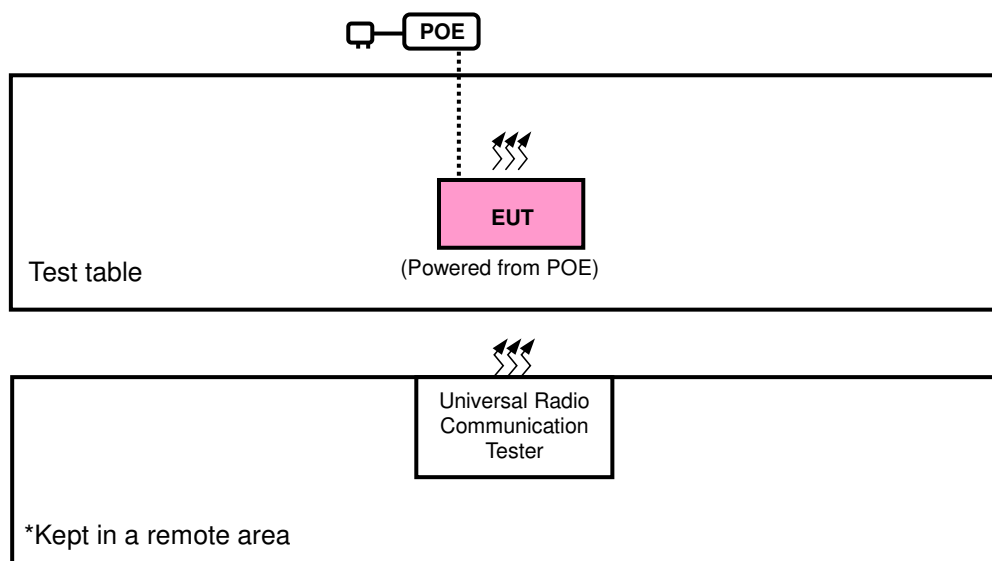 POE
EUT
(Powered from POE)
Test table
Universal Radio
Communication
Tester
*Kept in a remote area